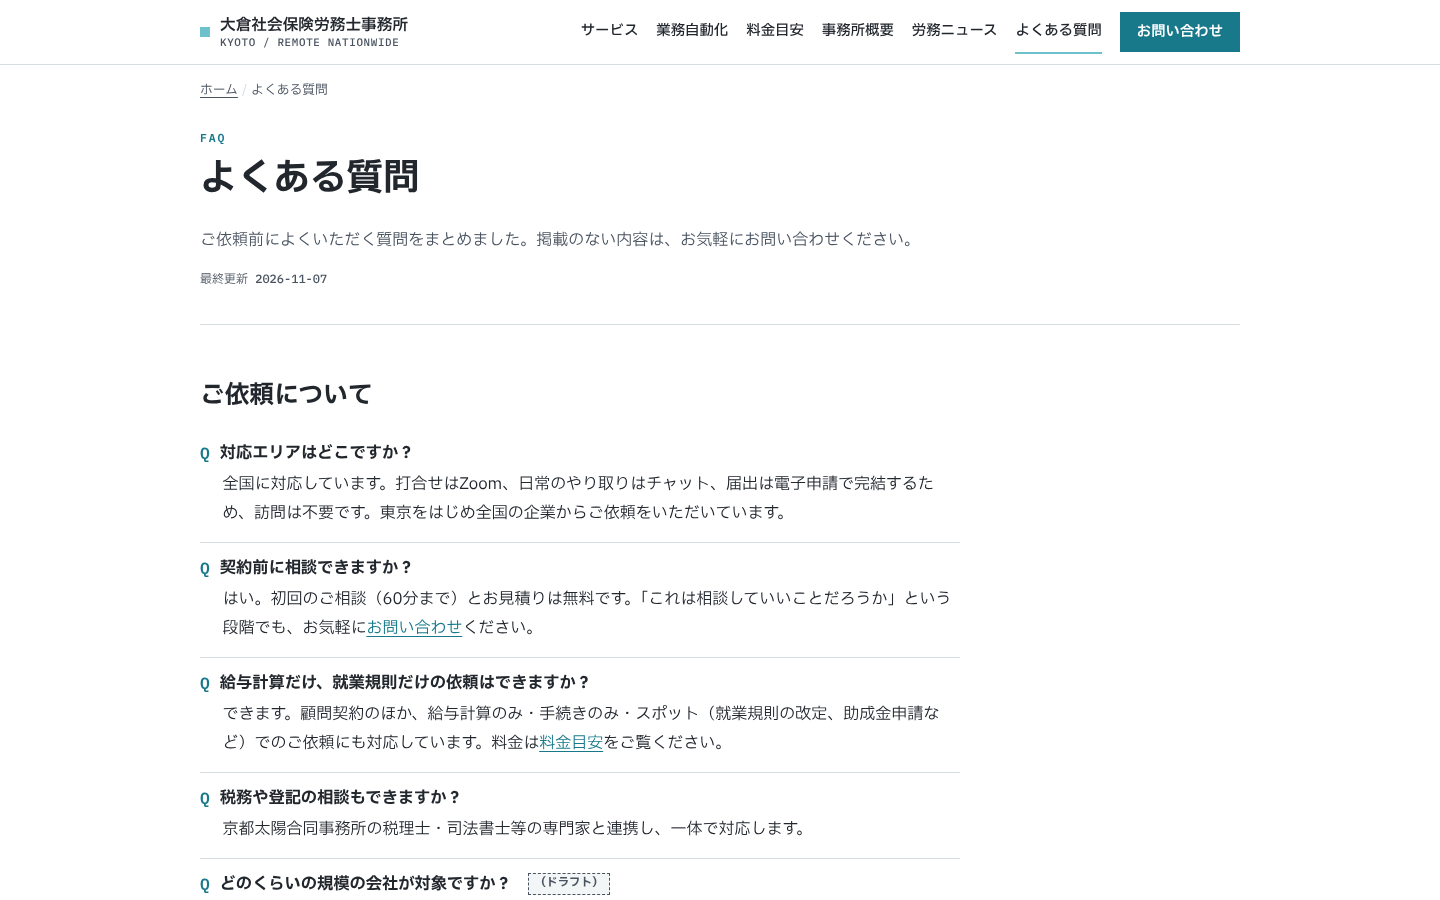 大倉社会保険労務士事務所
KYOTO / REMOTE NATIONWIDE
サービス
業務自動化
料金目安
事務所概要
労務ニュース
よくある質問
お問い合わせ
ホーム / よくある質問
FAQ
よくある質問
ご依頼前によくいただく質問をまとめました。掲載のない内容は、お気軽にお問い合わせください。
最終更新 2026-11-07
ご依頼について
Q 対応エリアはどこですか？
全国に対応しています。打合せはZoom、日常のやり取りはチャット、届出は電子申請で完結するた
め、訪問は不要です。東京をはじめ全国の企業からご依頼をいただいています。
Q 契約前に相談できますか？
はい。初回のご相談（60分まで）とお見積りは無料です。「これは相談していいことだろうか」という
段階でも、お気軽にお問い合わせください。
Q 給与計算だけ、就業規則だけの依頼はできますか？
できます。顧問契約のほか、給与計算のみ・手続きのみ・スポット（就業規則の改定、助成金申請な
ど）でのご依頼にも対応しています。料金は料金目安をご覧ください。
Q 税務や登記の相談もできますか？
京都太陽合同事務所の税理士・司法書士等の専門家と連携し、一体で対応します。
Q どのくらいの規模の会社が対象ですか？ （ドラフト）